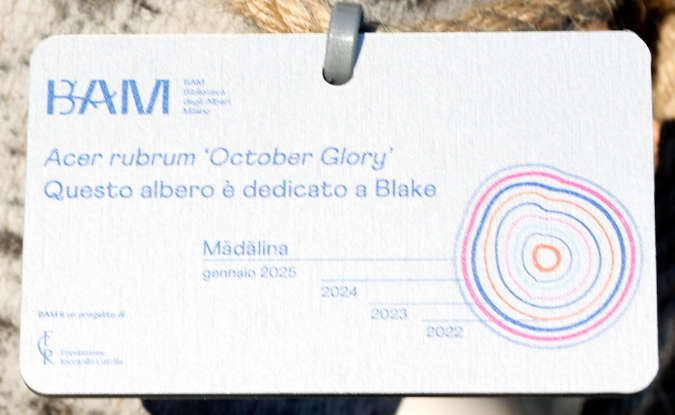 BAM
BAM
Biblioteca
degli Alberi
Milano
Acer rubrum ‘October Glory’
Questo albero è dedicato a Blake
Mădălina
gennaio 2025
2024
2023
2022
BAM è un progetto di
FRC
Fondazione
Riccardo Catella